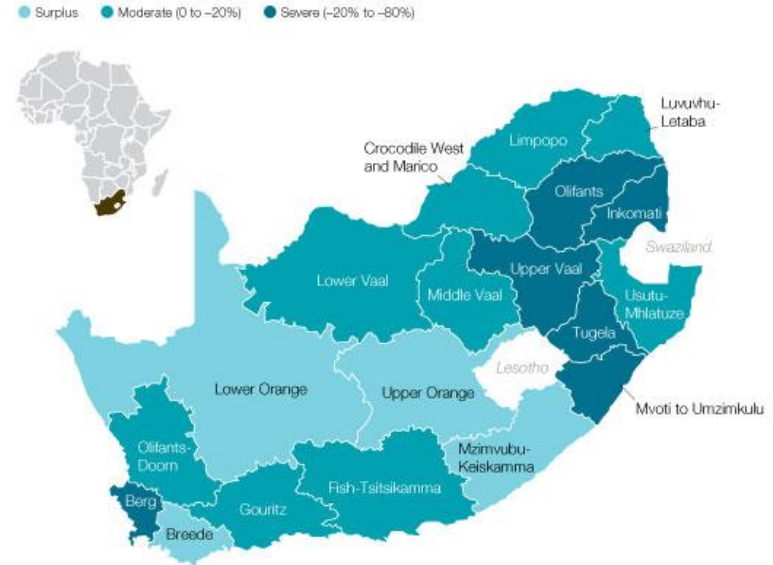 Surplus
Moderate (0 to –20%)
Severe (–20% to –80%)
Luvuvhu-
Letaba
Limpopo
Crocodile West
and Marico
Olifants
Inkomati
Swaziland
Upper Vaal
Lower Vaal
Middle Vaal
Usutu-
Mhlatuze
Tugela
Lesotho
Lower Orange
Upper Orange
Mvoti to Umzimkulu
Mzimvubu-
Keiskamma
Olifants-
Doorn
Fish-Tsitsikamma
Berg
Gouritz
Breede